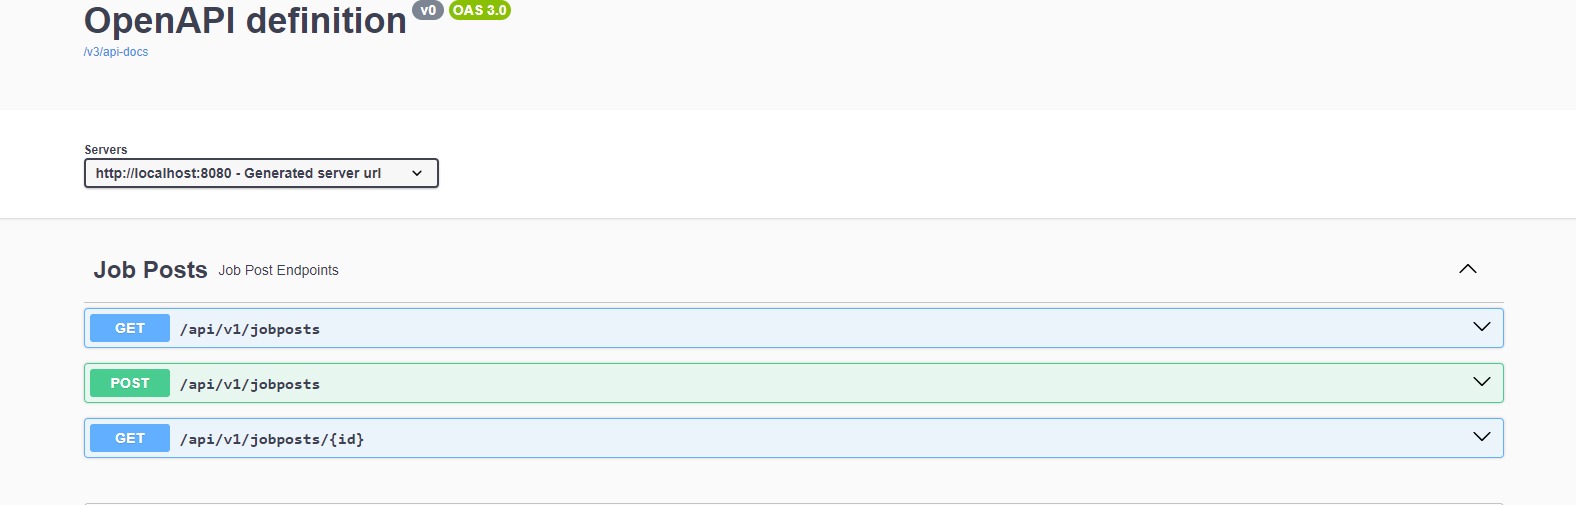 OpenAPI definition v0 OAS 3.0
/v3/api-docs
Servers
http://localhost:8080 - Generated server url
Job Posts Job Post Endpoints
GET /api/v1/jobposts
POST /api/v1/jobposts
GET /api/v1/jobposts/{id}